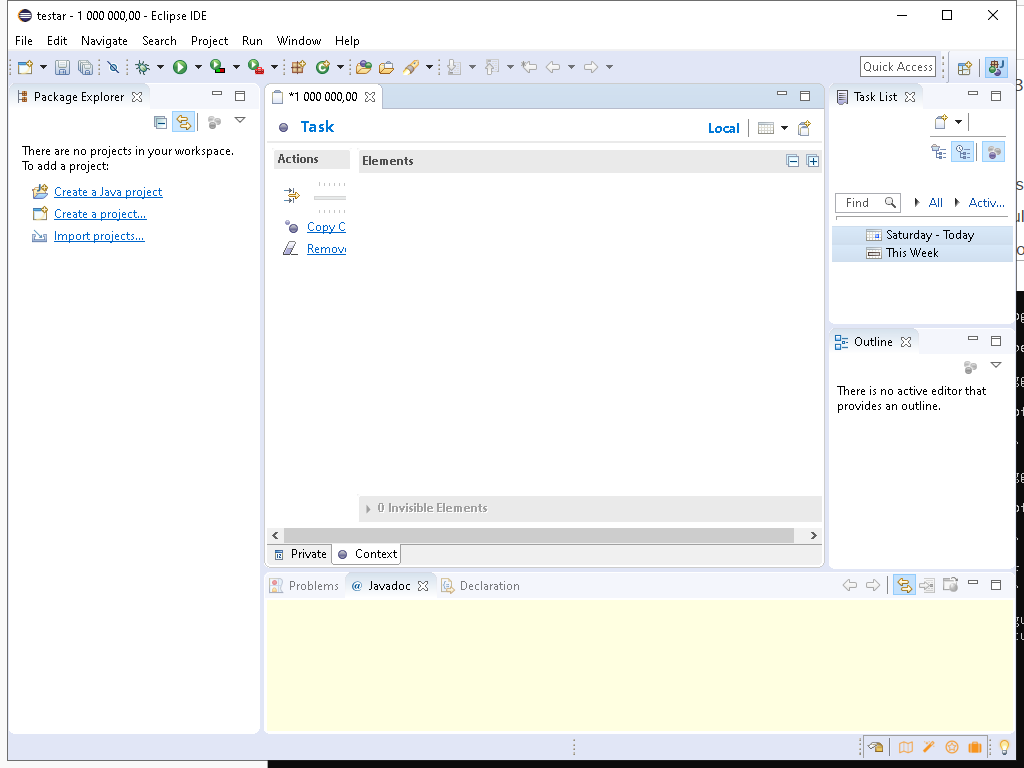 testar - 1 000 000,00 - Eclipse IDE
File Edit Navigate Search Project Run Window Help
Quick Access
Package Explorer
There are no projects in your workspace.
To add a project:
Create a Java project
Create a project...
Import projects...
*1 000 000,00
Task
Local
Actions
Elements
Copy C
Remov
0 Invisible Elements
Private
Context
Task List
Find
All
Activ...
Saturday - Today
This Week
Outline
There is no active editor that
provides an outline.
Problems
@ Javadoc
Declaration